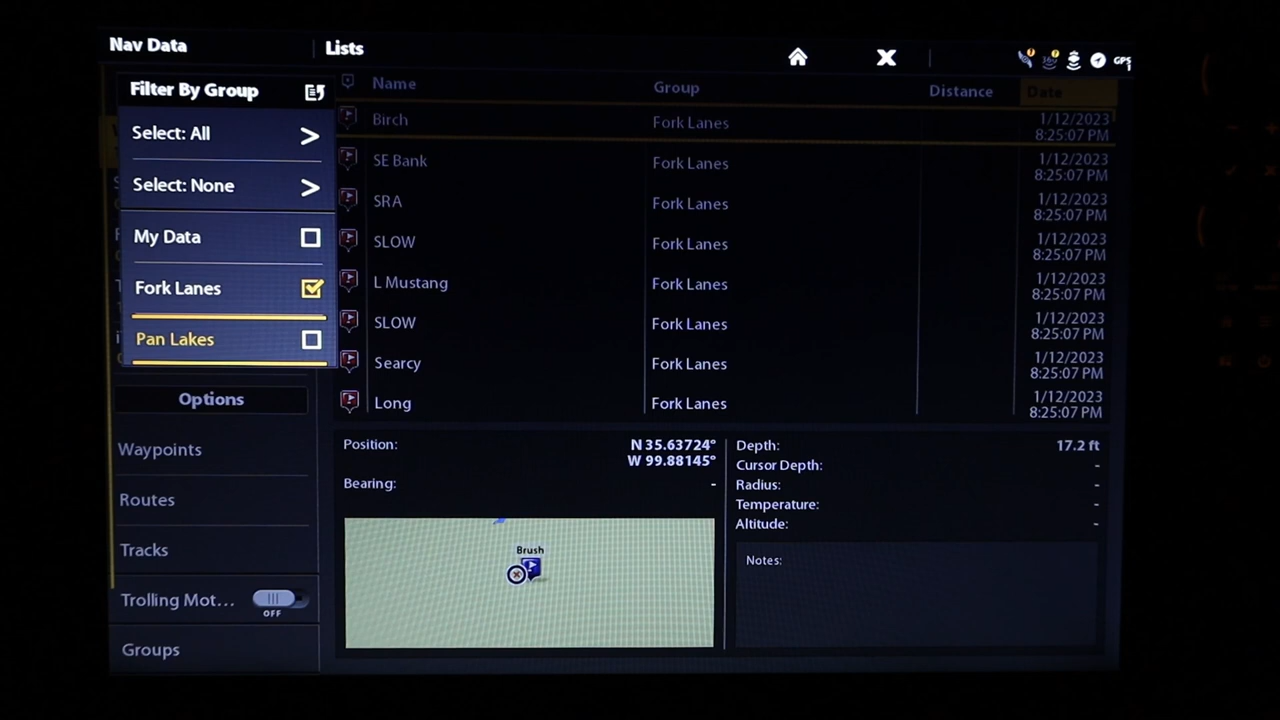 Nav Data
Lists
360
GPS
1
Filter By Group
Select: All
Select: None
My Data
Fork Lanes
Pan Lakes
Options
Waypoints
Routes
Tracks
Trolling Mot...
OFF
Groups
Name Group Distance Date
Birch Fork Lanes 1/12/2023
8:25:07 PM
SE Bank Fork Lanes 1/12/2023
8:25:07 PM
SRA Fork Lanes 1/12/2023
8:25:07 PM
SLOW Fork Lanes 1/12/2023
8:25:07 PM
L Mustang Fork Lanes 1/12/2023
8:25:07 PM
SLOW Fork Lanes 1/12/2023
8:25:07 PM
Searcy Fork Lanes 1/12/2023
8:25:07 PM
Long Fork Lanes 1/12/2023
8:25:07 PM
Position: N 35.63724°
W 99.88145°
Bearing: -
Brush
Depth: 17.2 ft
Cursor Depth: -
Radius: -
Temperature: -
Altitude: -
Notes: